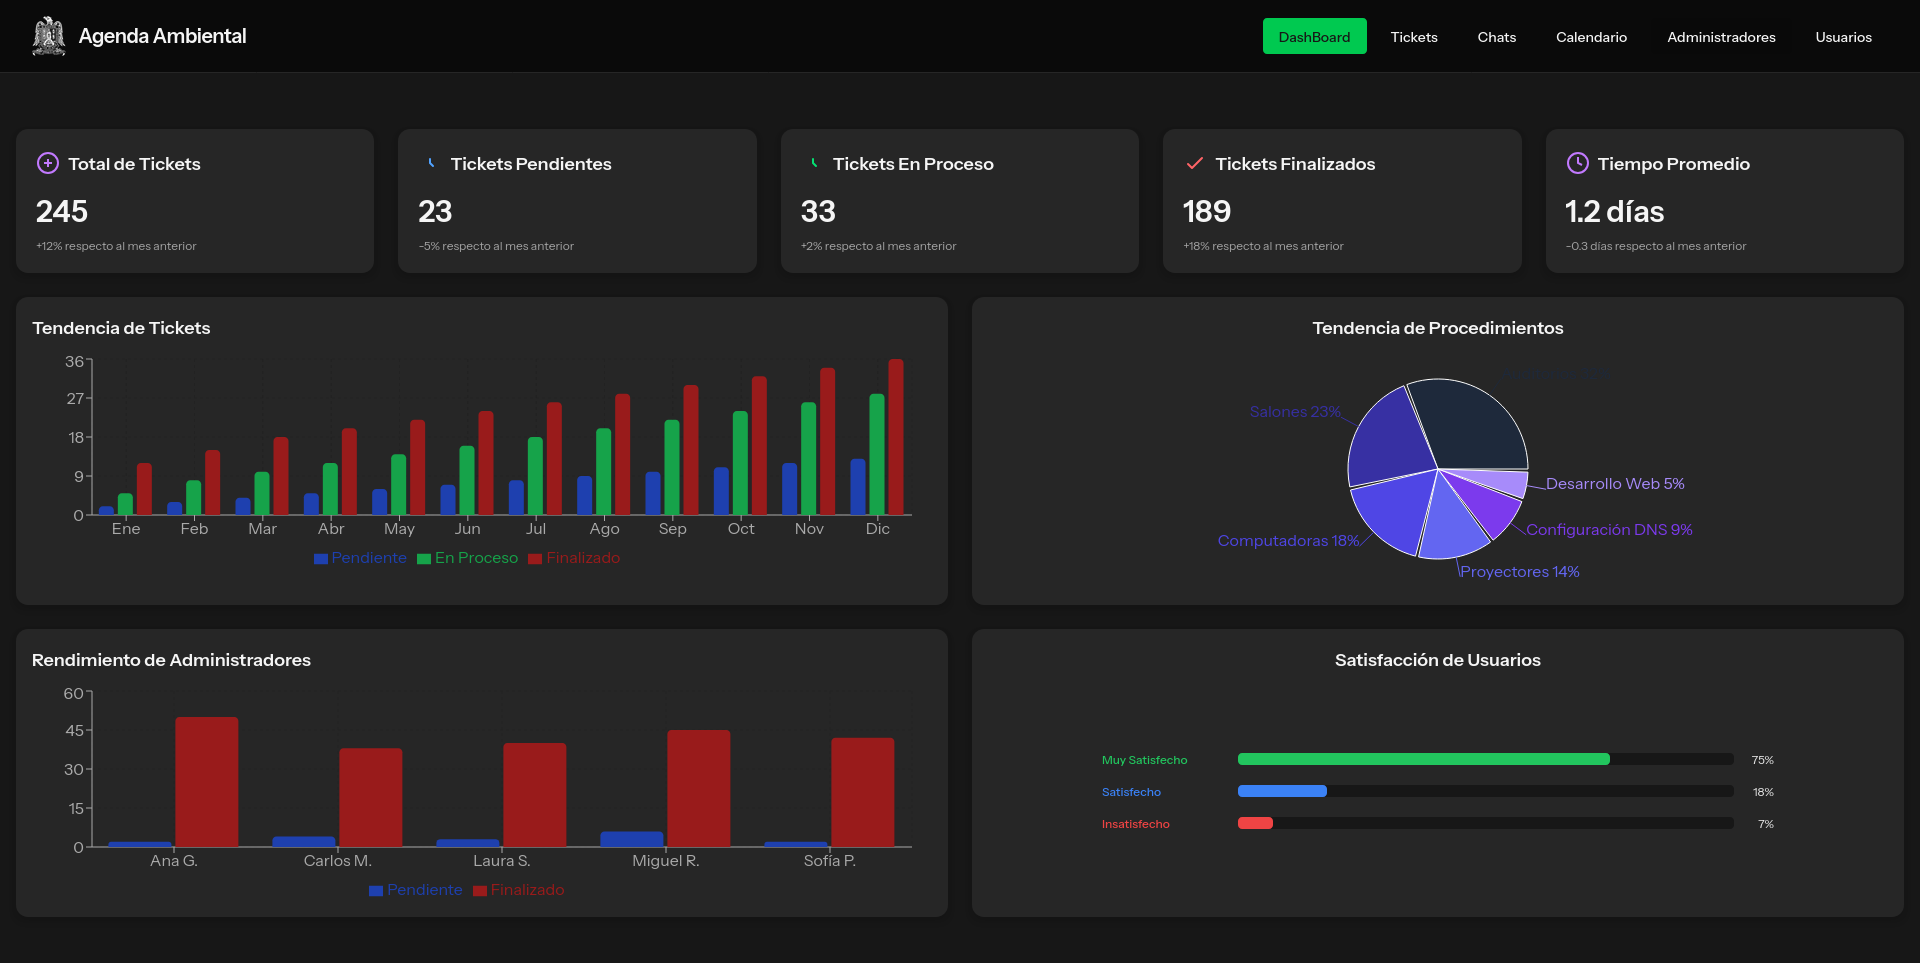 Agenda Ambiental
DashBoard
Tickets
Chats
Calendario
Administradores
Usuarios
Total de Tickets
245
+12% respecto al mes anterior
Tickets Pendientes
23
-5% respecto al mes anterior
Tickets En Proceso
33
+2% respecto al mes anterior
Tickets Finalizados
189
+18% respecto al mes anterior
Tiempo Promedio
1.2 días
-0.3 días respecto al mes anterior
Tendencia de Tickets
36
27
18
9
0
Ene Feb Mar Abr May Jun Jul Ago Sep Oct Nov Dic
Pendiente En Proceso Finalizado
Tendencia de Procedimientos
Salones 23%
Desarrollo Web 5%
Configuración DNS 9%
Computadoras 18%
Proyectores 14%
Rendimiento de Administradores
60
45
30
15
0
Ana G. Carlos M. Laura S. Miguel R. Sofía P.
Pendiente Finalizado
Satisfacción de Usuarios
Muy Satisfecho 75%
Satisfecho 18%
Insatisfecho 7%